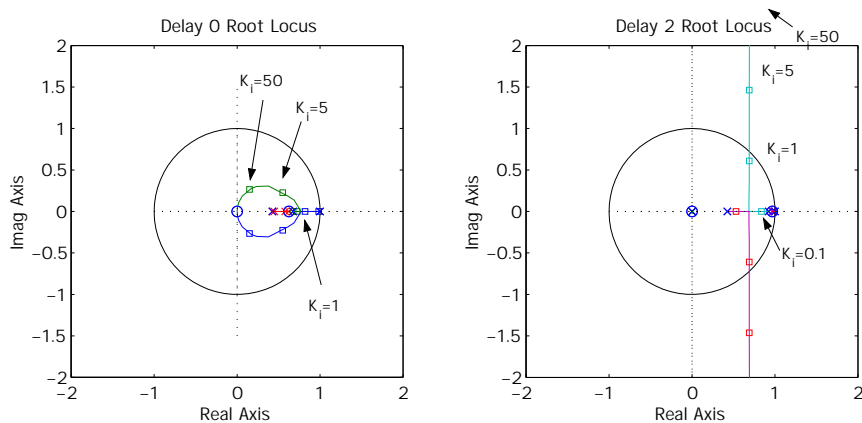 Delay 0 Root Locus
2
1.5
1
0.5
0
−0.5
−1
−1.5
−2
−2
−1
0
1
2
Real Axis
Imag Axis
K_i=50
K_i=5
K_i=1
Delay 2 Root Locus
2
1.5
1
0.5
0
−0.5
−1
−1.5
−2
−2
−1
0
1
2
Real Axis
Imag Axis
K_i=50
K_i=5
K_i=1
K_i=0.1